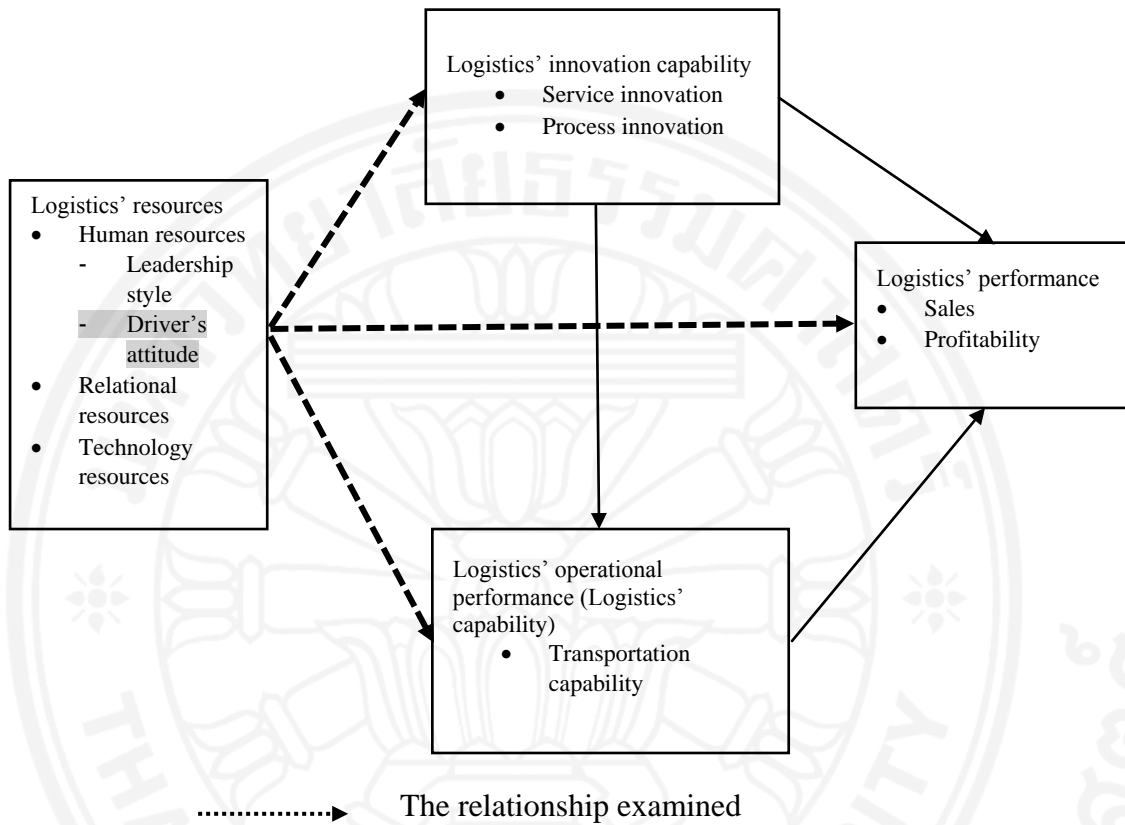 Logistics’ innovation capability
● Service innovation
● Process innovation
Logistics’ resources
● Human resources
- Leadership
style
- Driver’s
attitude
● Relational
resources
● Technology
resources
Logistics’ performance
● Sales
● Profitability
Logistics’ operational
performance (Logistics’
capability)
● Transportation
capability
The relationship examined